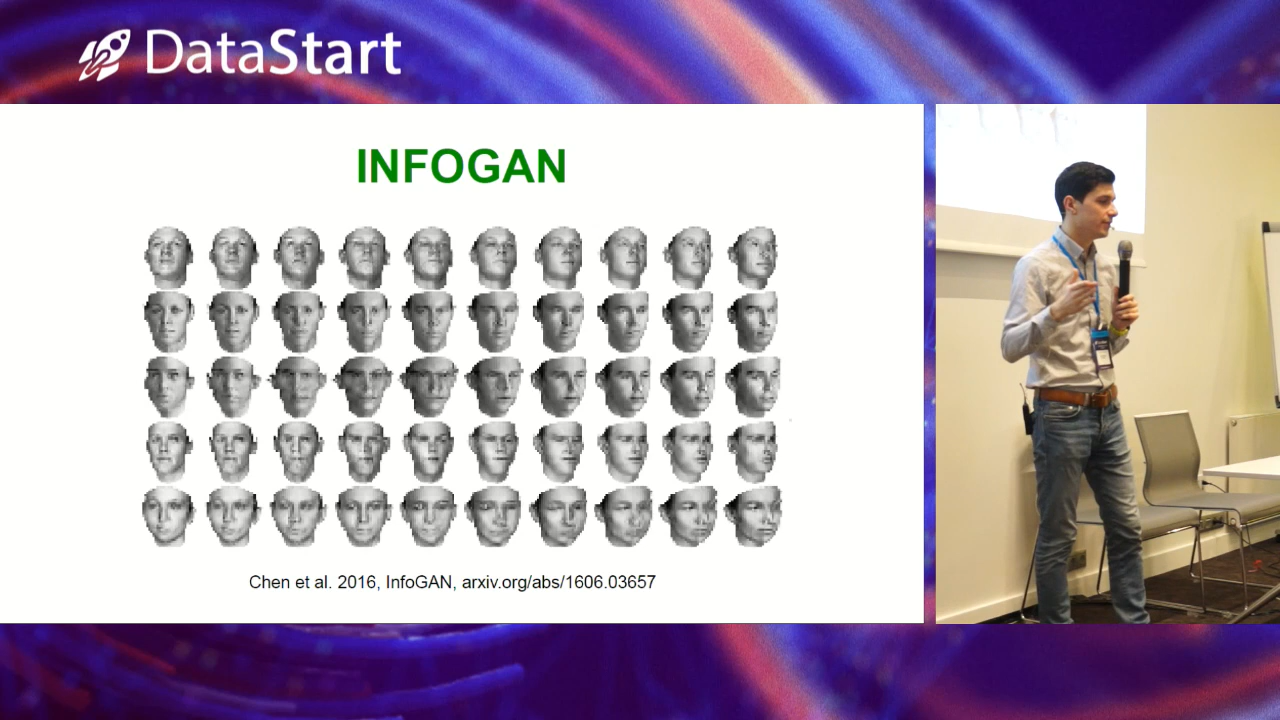 DataStart
INFOGAN
Chen et al. 2016, InfoGAN, arxiv.org/abs/1606.03657